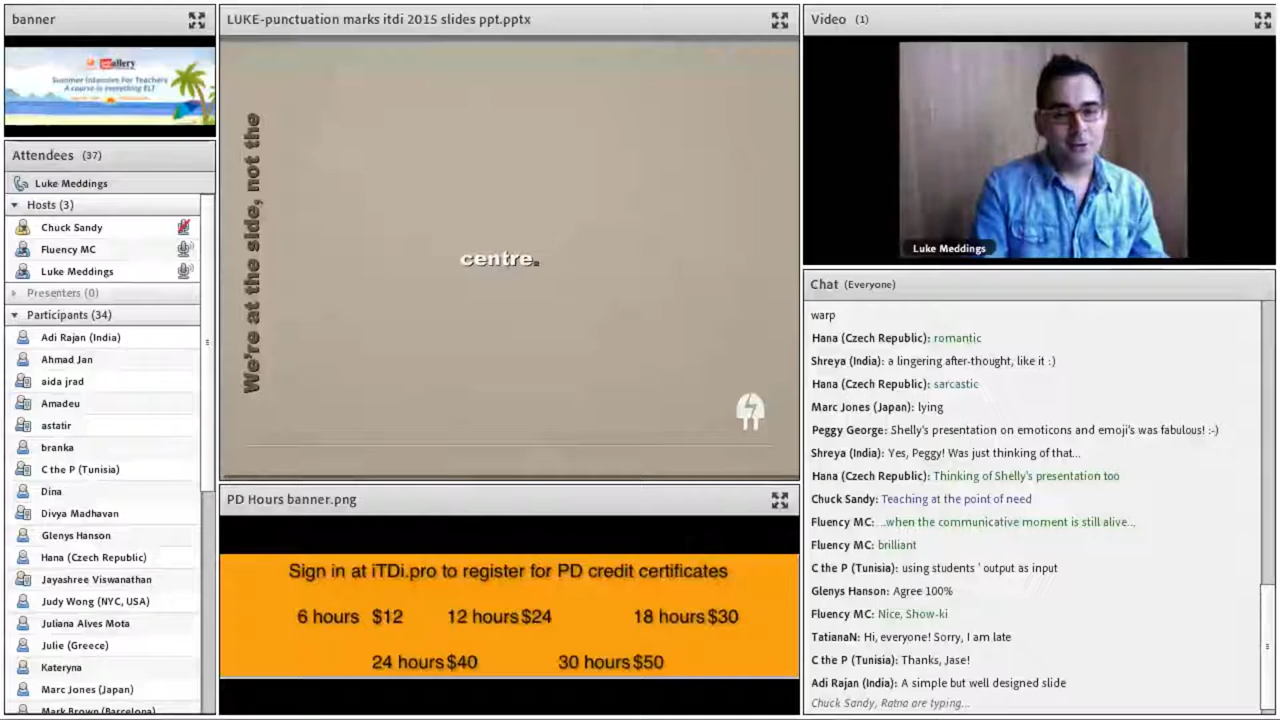 banner
Summer Intensive For Teachers
A course is everything ELT
Attendees (37)
Luke Meddings
Hosts (3)
Chuck Sandy
Fluency MC
Luke Meddings
Presenters (0)
Participants (34)
Adi Rajan (India)
Ahmad Jan
aida jrad
Amadeu
astatir
branka
C the P (Tunisia)
Dina
Divya Madhavan
Glenys Hanson
Hana (Czech Republic)
Jayashree Viswanathan
Judy Wong (NYC, USA)
Juliana Alves Mota
Julie (Greece)
Kateryna
Marc Jones (Japan)
Mark Brown (Barcelona)
LUKE-punctuation marks itdi 2015 slides ppt.pptx
We're at the side, not the
centre.
PD Hours banner.png
Sign in at iTDi.pro to register for PD credit certificates
6 hours $12 12 hours $24 18 hours $30
24 hours $40 30 hours $50
Video (1)
Luke Meddings
Chat (Everyone)
warp
Hana (Czech Republic): romantic
Shreya (India): a lingering after-thought, like it :)
Hana (Czech Republic): sarcastic
Marc Jones (Japan): lying
Peggy George: Shelly's presentation on emoticons and emoji's was fabulous! :-)
Shreya (India): Yes, Peggy! Was just thinking of that...
Hana (Czech Republic): Thinking of Shelly's presentation too
Chuck Sandy: Teaching at the point of need
Fluency MC: ...when the communicative moment is still alive...
Fluency MC: brilliant
C the P (Tunisia): using students ' output as input
Glenys Hanson: Agree 100%
Fluency MC: Nice, Show-ki
TatianaN: Hi, everyone! Sorry, I am late
C the P (Tunisia): Thanks, Jase!
Adi Rajan (India): A simple but well designed slide
Chuck Sandy, Ratna are typing...